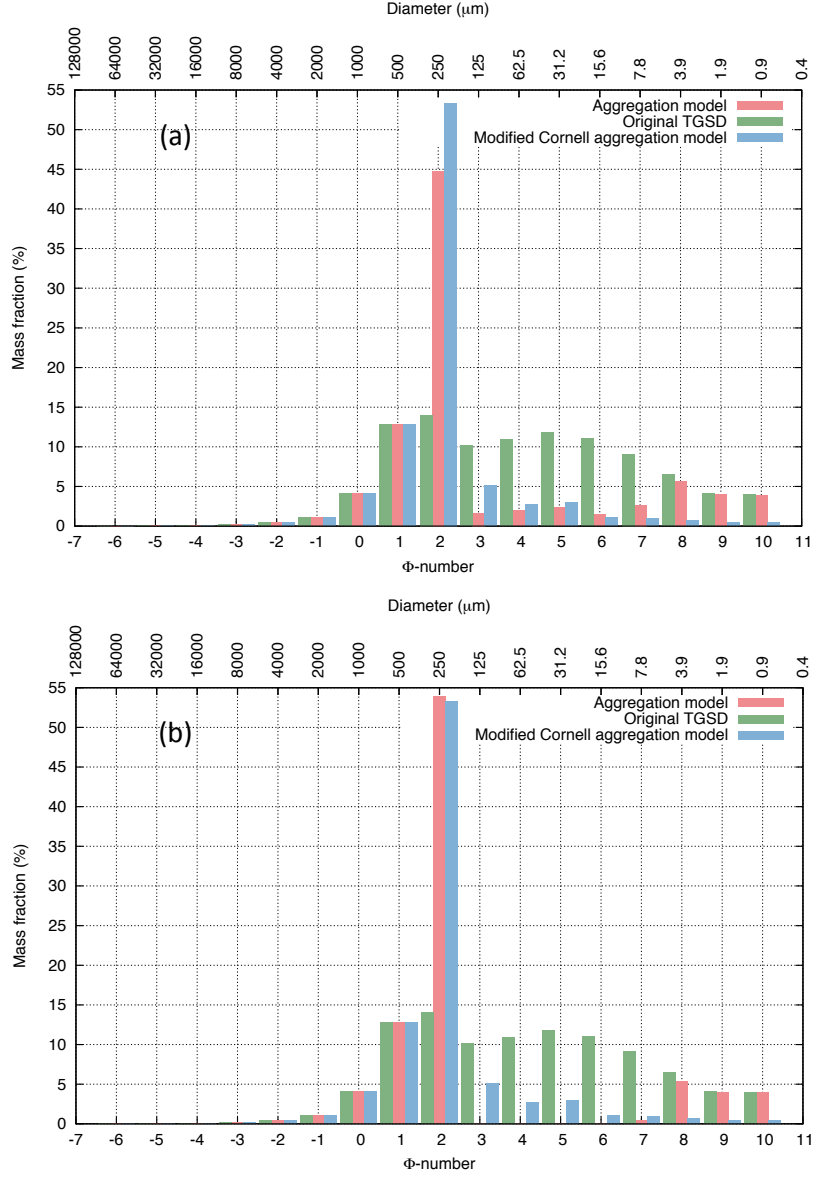 Diameter (μm)
128000 64000 32000 16000 8000 4000 2000 1000 500 250 125 62.5 31.2 15.6 7.8 3.9 1.9 0.9 0.4
55
(a)
Aggregation model
Original TGSD
Modified Cornell aggregation model
50
45
40
35
30
25
20
15
10
5
0
Mass fraction (%)
-7 -6 -5 -4 -3 -2 -1 0 1 2 3 4 5 6 7 8 9 10 11
Φ-number
Diameter (μm)
128000 64000 32000 16000 8000 4000 2000 1000 500 250 125 62.5 31.2 15.6 7.8 3.9 1.9 0.9 0.4
55
(b)
Aggregation model
Original TGSD
Modified Cornell aggregation model
50
45
40
35
30
25
20
15
10
5
0
Mass fraction (%)
-7 -6 -5 -4 -3 -2 -1 0 1 2 3 4 5 6 7 8 9 10 11
Φ-number